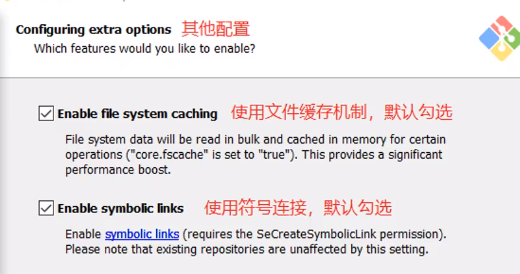 Configuring extra options 其他配置
Which features would you like to enable?
Enable file system caching 使用文件缓存机制，默认勾选
File system data will be read in bulk and cached in memory for certain
operations ("core.fscache" is set to "true"). This provides a significant
performance boost.
Enable symbolic links 使用符号连接，默认勾选
Enable symbolic links (requires the SeCreateSymbolicLink permission).
Please note that existing repositories are unaffected by this setting.